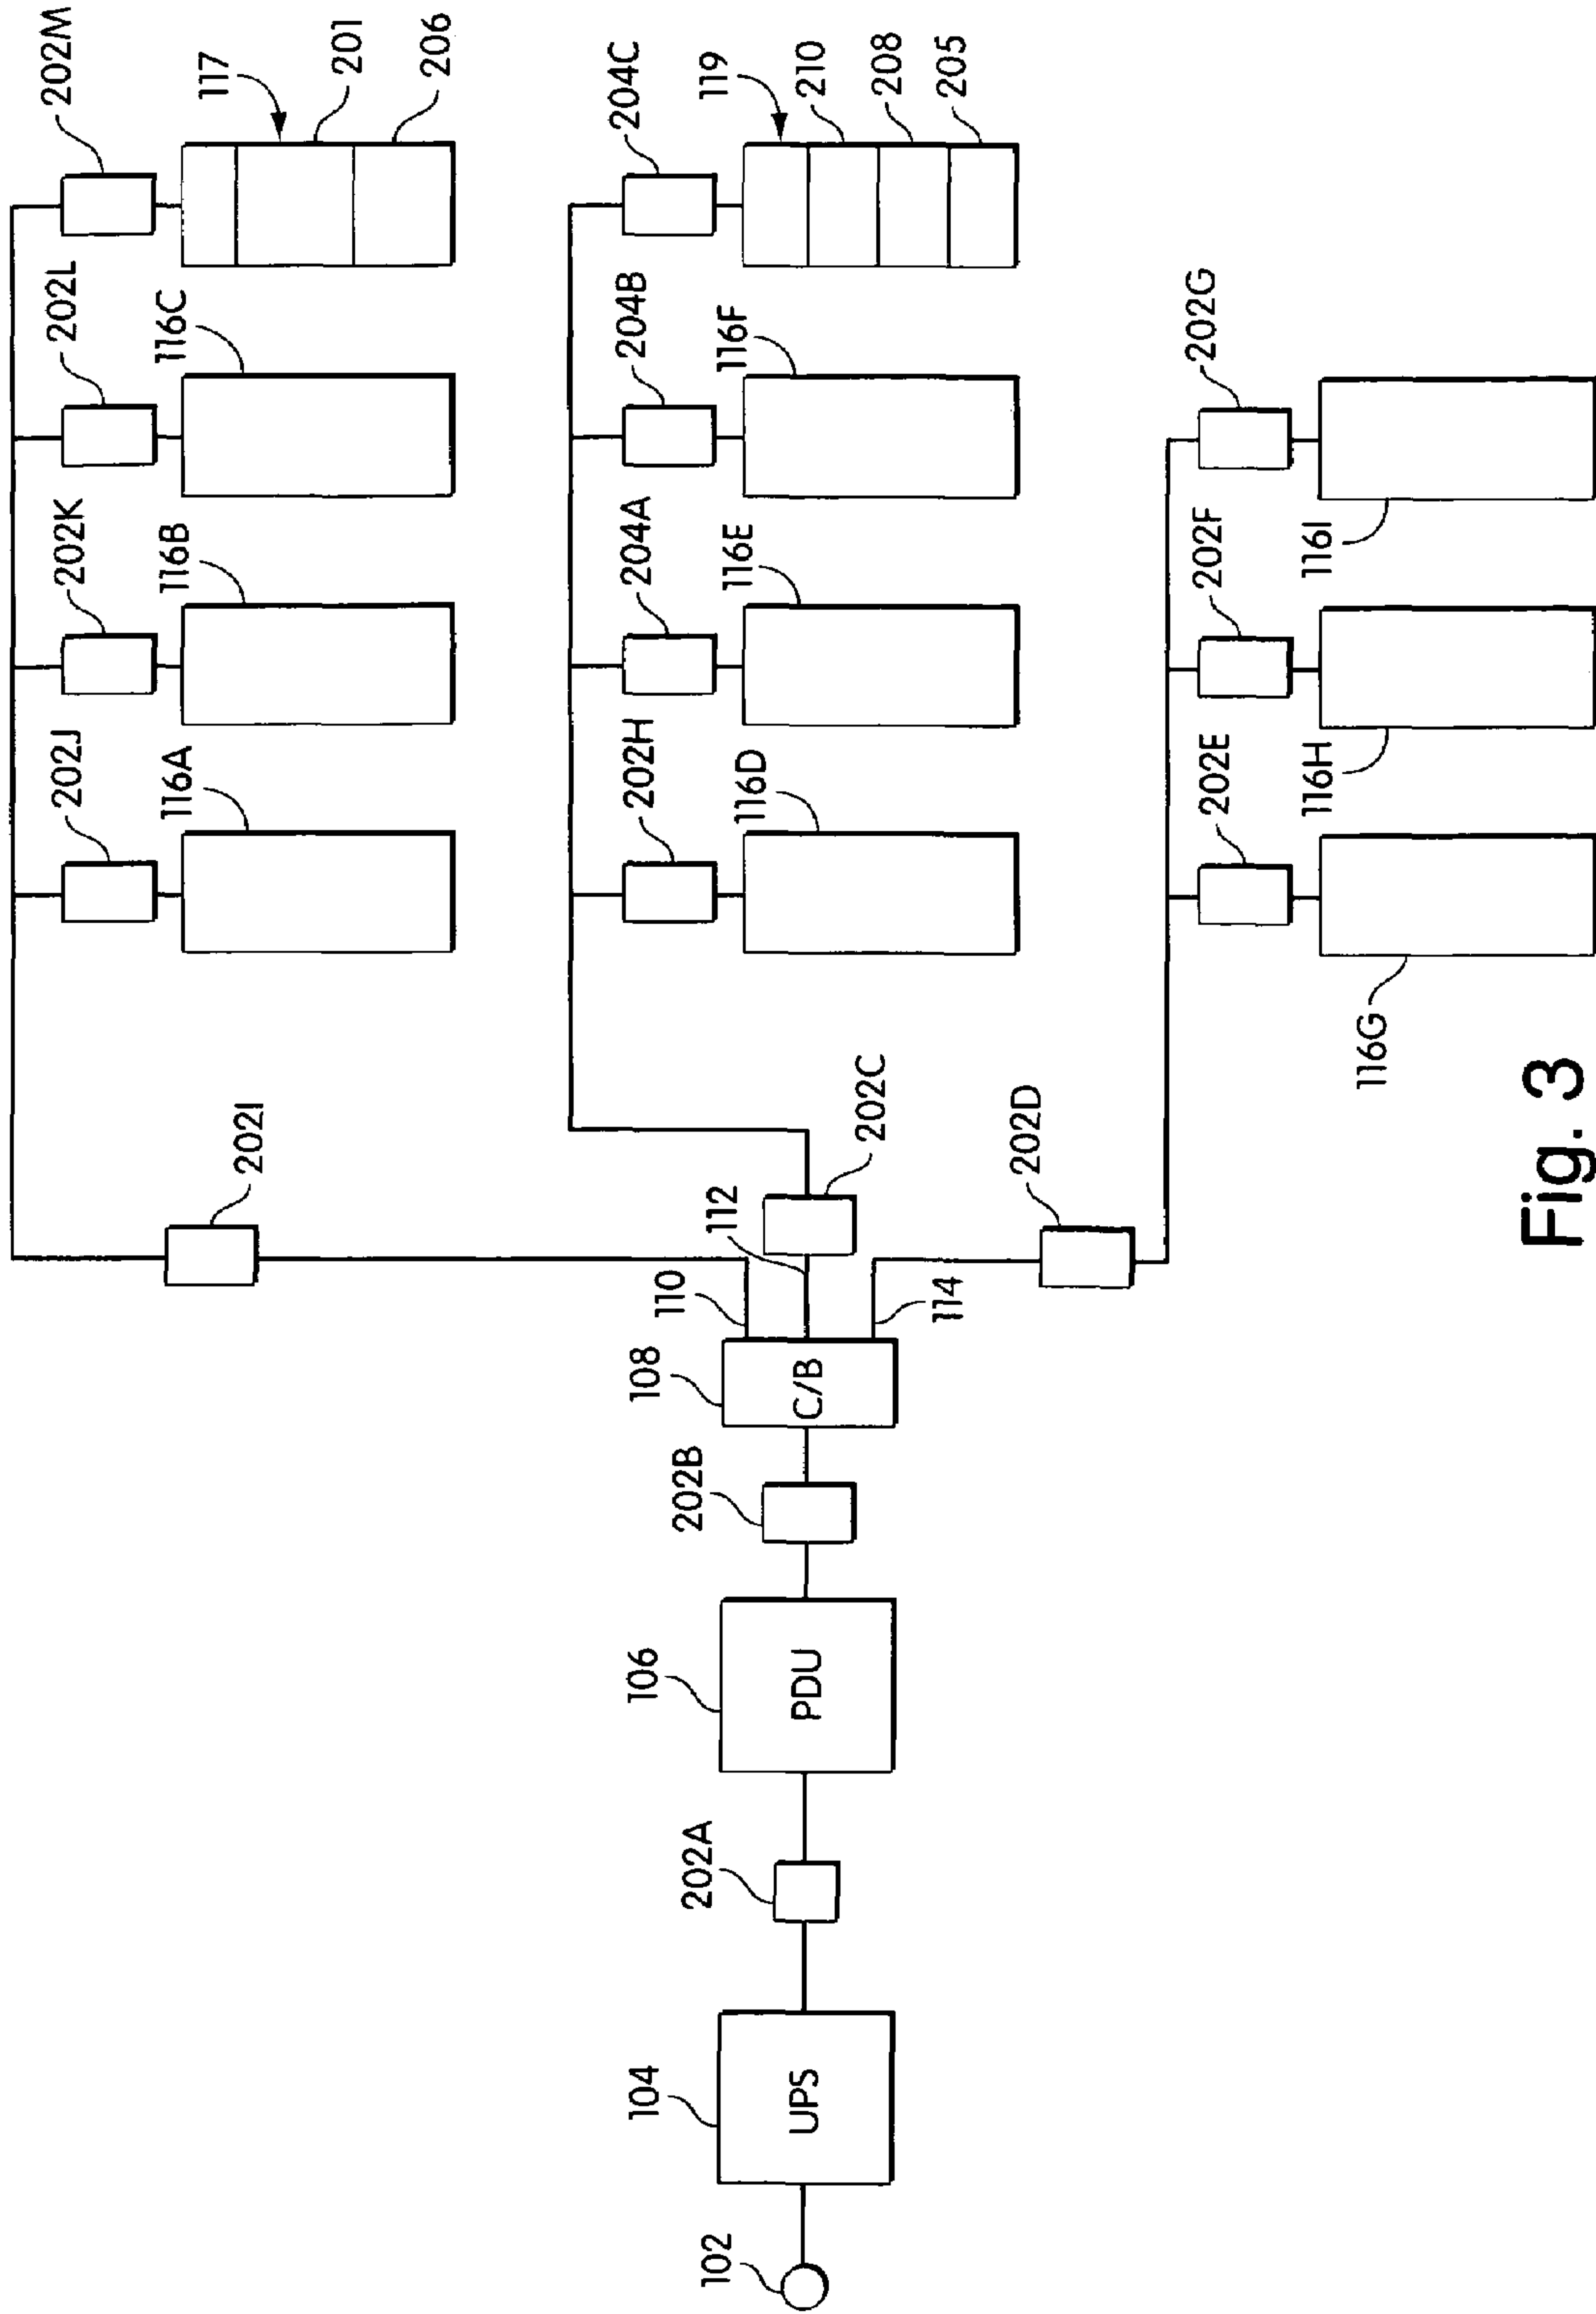 202M
117
201
206
202L
116C
202K
116B
202J
116A
202I
204C
119
210
208
205
204B
116F
204A
116E
202H
116D
202C
112
110
114
108
C/B
202B
106
PDU
202A
104
UPS
102
202G
116I
202F
116H
202E
116G
202D
Fig. 3